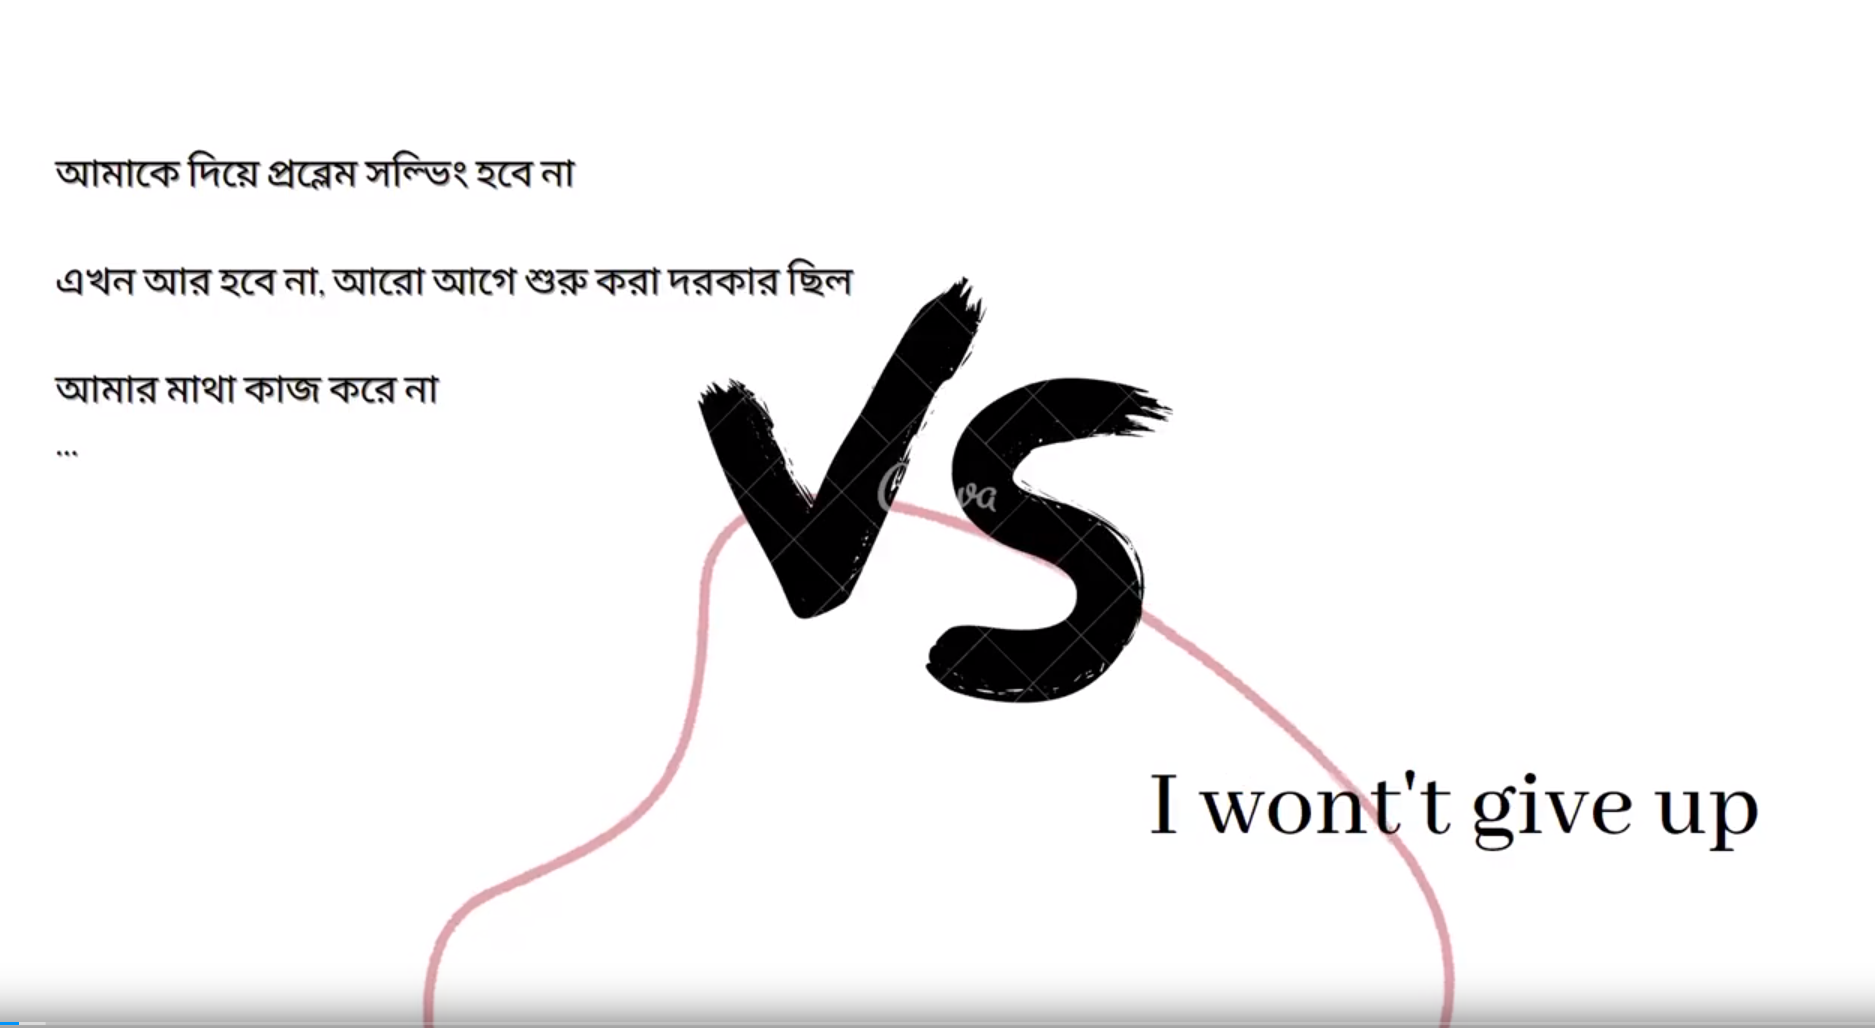 আমাকে দিয়ে প্রব্লেম সল্ভিং হবে না
এখন আর হবে না, আরো আগে শুরু করা দরকার ছিল
আমার মাথা কাজ করে না
...
VS
I wont't give up